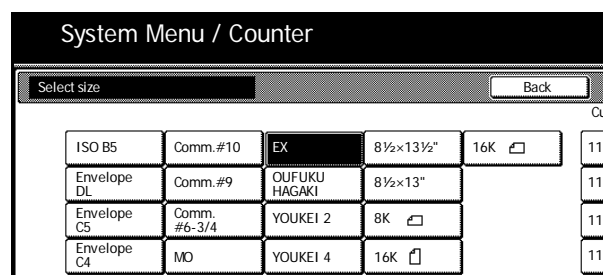 System Menu / Counter
Select size
Back
Cu
ISO B5
Comm.#10
EX
8½×13½"
16K
11
Envelope
DL
Comm.#9
OUFUKU
HAGAKI
8½×13"
11
Envelope
C5
Comm.
#6-3/4
YOUKEI 2
8K
11
Envelope
C4
MO
YOUKEI 4
16K
11